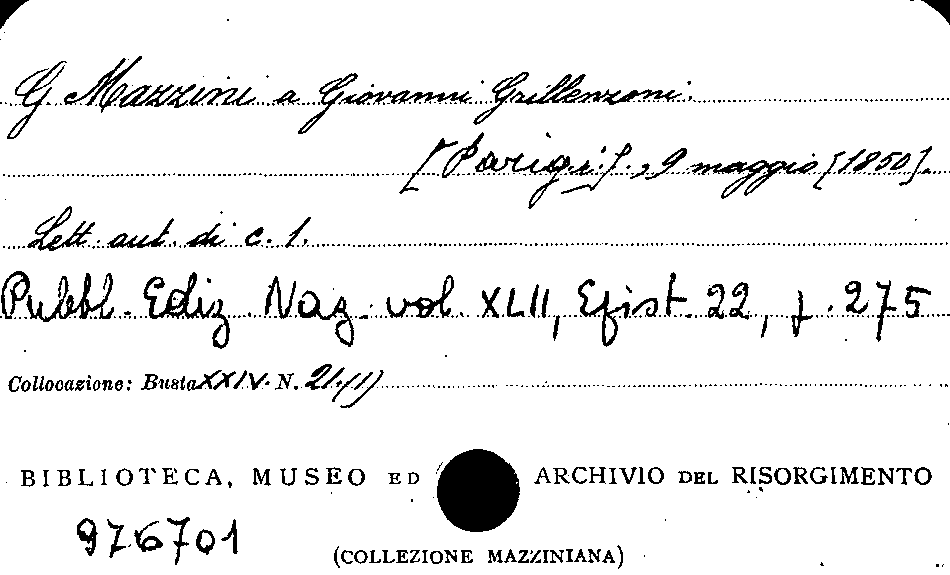 G. Mazzini a Giovanni Grillenzoni.
[Parigi]., 9 maggio [1850].
Lett. aut. di c. 1.
Pubbl. Ediz. Naz. vol. XLII, Epist. 22, p. 275
Collocazione: Busta XXIV. N. 21.(1)
BIBLIOTECA, MUSEO ED ARCHIVIO DEL RISORGIMENTO
976701
(COLLEZIONE MAZZINIANA)